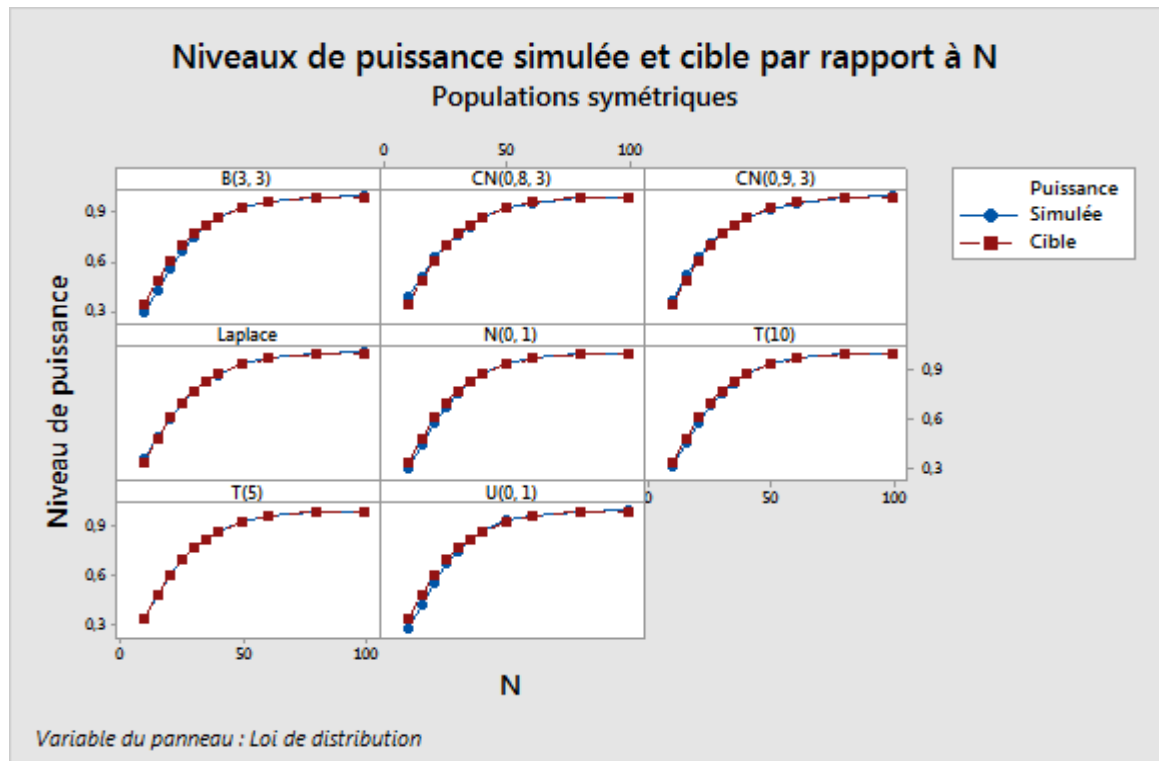 Niveaux de puissance simulée et cible par rapport à N
Populations symétriques
0 50 100
B(3, 3) CN(0,8, 3) CN(0,9, 3)
0,9
0,6
0,3
Puissance
Simulée
Cible
Niveau de puissance
Laplace N(0, 1) T(10)
0,9
0,6
0,3
T(5) U(0, 1)
0 50 100
0,9
0,6
0,3
0 50 100
N
Variable du panneau : Loi de distribution